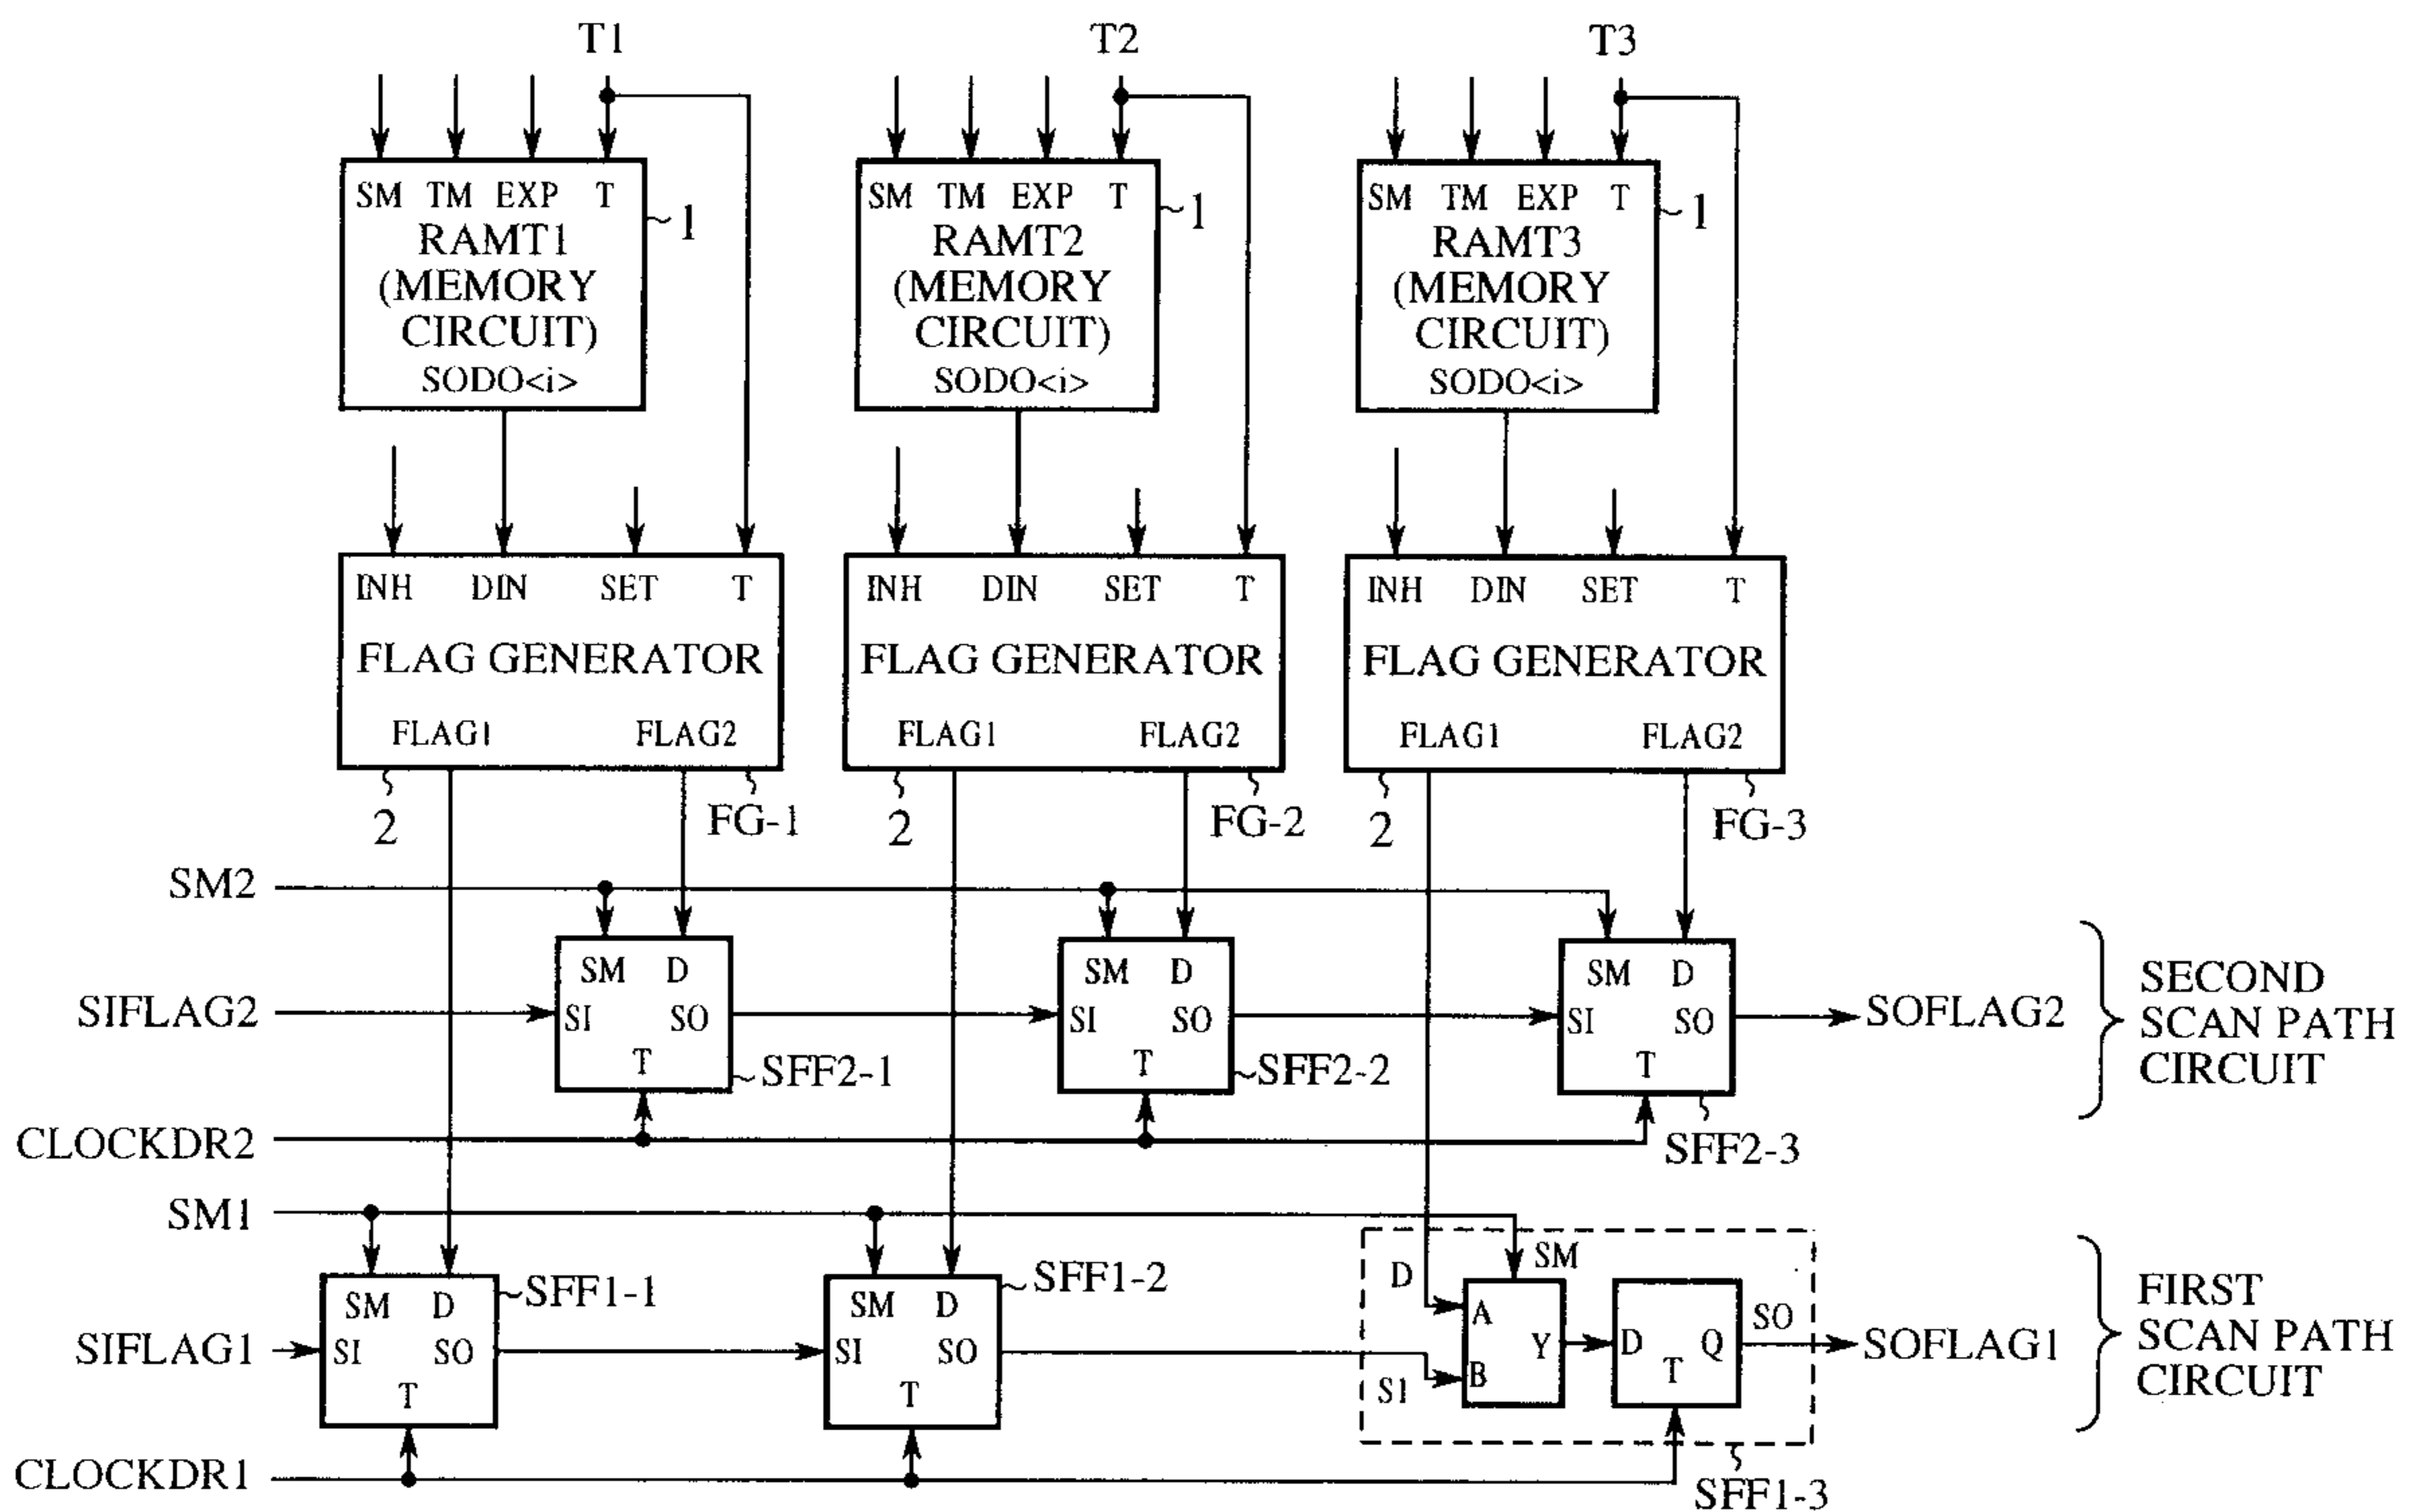 T1 T2 T3
SM TM EXP T
RAMT1
(MEMORY
CIRCUIT)
SODO<i>
1
SM TM EXP T
RAMT2
(MEMORY
CIRCUIT)
SODO<i>
1
SM TM EXP T
RAMT3
(MEMORY
CIRCUIT)
SODO<i>
1
INH DIN SET T
FLAG GENERATOR
FLAG1 FLAG2
2 FG-1
INH DIN SET T
FLAG GENERATOR
FLAG1 FLAG2
2 FG-2
INH DIN SET T
FLAG GENERATOR
FLAG1 FLAG2
2 FG-3
SM2
SIFLAG2
CLOCKDR2
SM D
SI SO
T
SFF2-1
SM D
SI SO
T
SFF2-2
SM D
SI SO
T
SFF2-3
SOFLAG2
SECOND
SCAN PATH
CIRCUIT
SM1
SIFLAG1
CLOCKDR1
SM D
SI SO
T
SFF1-1
SM D
SI SO
T
SFF1-2
D SM
A
S1 B Y
D Q
T
SO
SFF1-3
SOFLAG1
FIRST
SCAN PATH
CIRCUIT